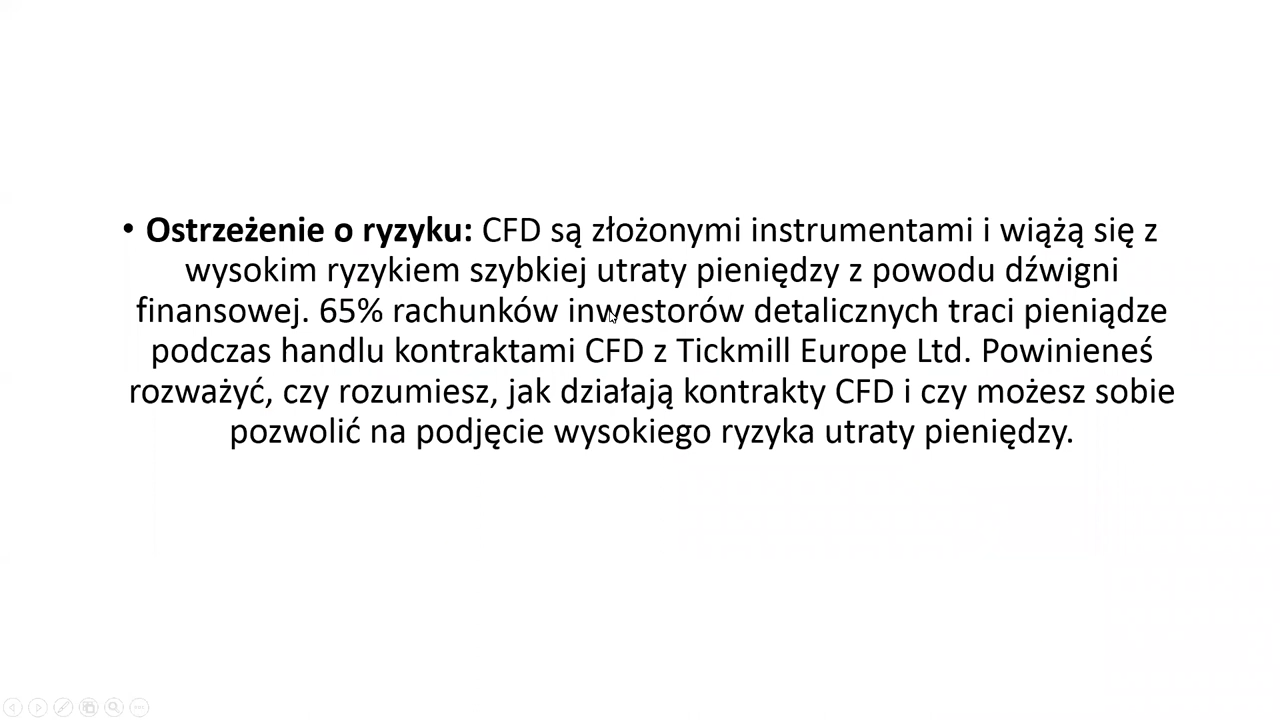 • Ostrzeżenie o ryzyku: CFD są złożonymi instrumentami i wiążą się z
wysokim ryzykiem szybkiej utraty pieniędzy z powodu dźwigni
finansowej. 65% rachunków inwestorów detalicznych traci pieniądze
podczas handlu kontraktami CFD z Tickmill Europe Ltd. Powinieneś
rozważyć, czy rozumiesz, jak działają kontrakty CFD i czy możesz sobie
pozwolić na podjęcie wysokiego ryzyka utraty pieniędzy.